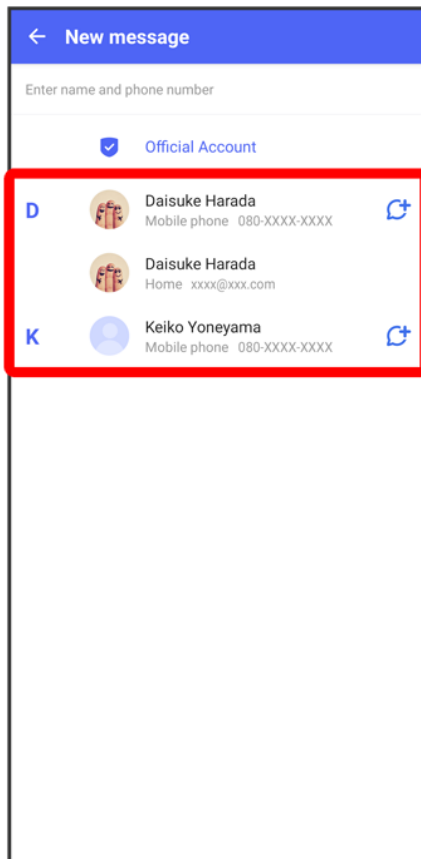 New message
Enter name and phone number
Official Account
D
Daisuke Harada
Mobile phone 080-XXXX-XXXX
Daisuke Harada
Home xxxx@xxx.com
K
Keiko Yoneyama
Mobile phone 080-XXXX-XXXX